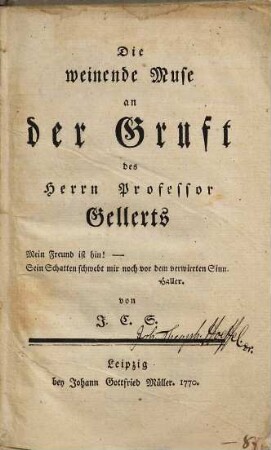 Die
weinende Muse
an
der Gruft
des
Herrn Professor
Gellerts
Mein Freund ist hin! —
Sein Schatten schwebt mir noch vor dem verwirrten Sinn.
Haller.
von
J. C. S.
Leipzig
bey Johann Gottfried Müller. 1770.